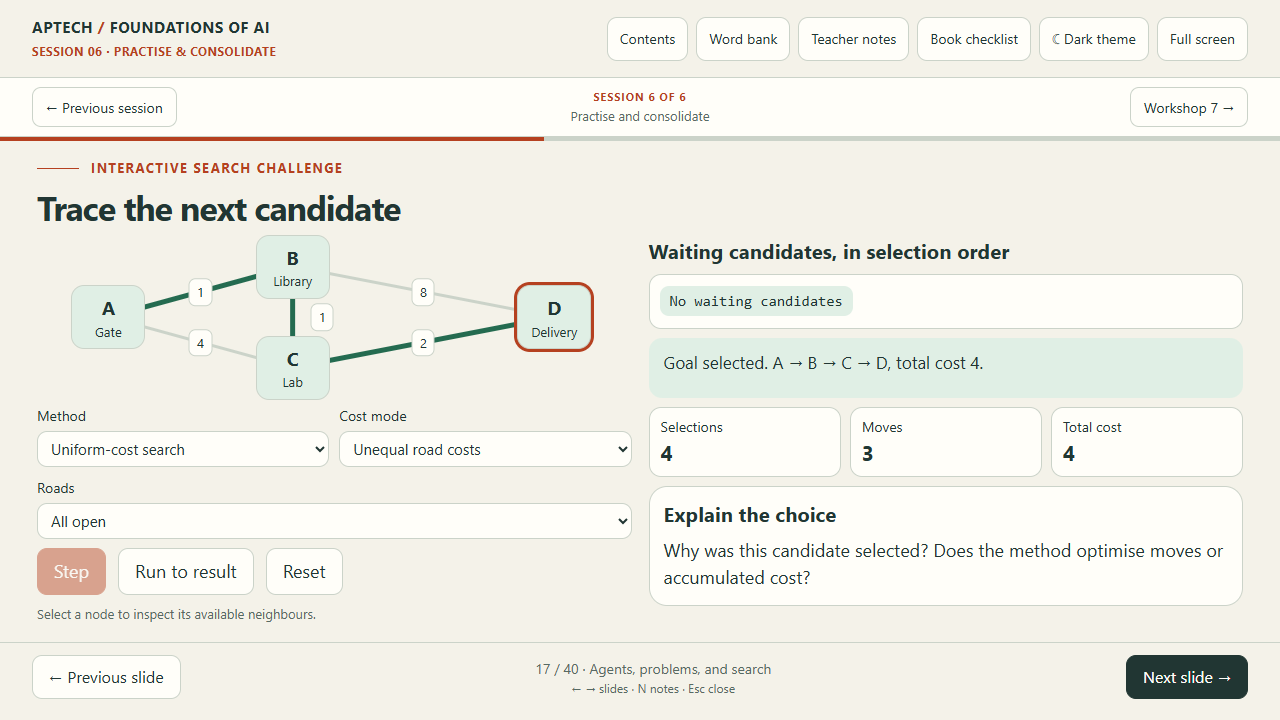 APTECH / FOUNDATIONS OF AI
SESSION 06 · PRACTISE & CONSOLIDATE
Contents
Word bank
Teacher notes
Book checklist
☾ Dark theme
Full screen
← Previous session
SESSION 6 OF 6
Practise and consolidate
Workshop 7 →
INTERACTIVE SEARCH CHALLENGE
Trace the next candidate
A
Gate
B
Library
C
Lab
D
Delivery
1
4
1
8
2
Method
Uniform-cost search
Cost mode
Unequal road costs
Roads
All open
Step
Run to result
Reset
Select a node to inspect its available neighbours.
Waiting candidates, in selection order
No waiting candidates
Goal selected. A → B → C → D, total cost 4.
Selections
4
Moves
3
Total cost
4
Explain the choice
Why was this candidate selected? Does the method optimise moves or
accumulated cost?
← Previous slide
17 / 40 · Agents, problems, and search
← → slides · N notes · Esc close
Next slide →